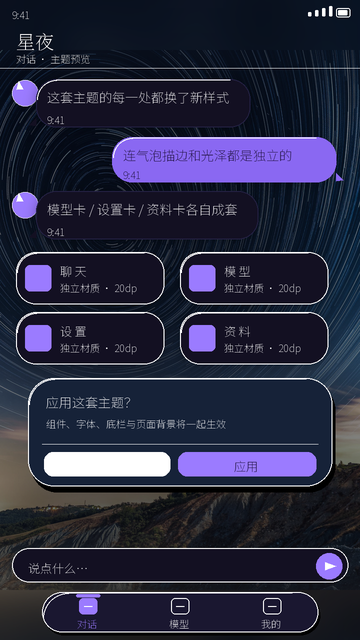 9:41
星夜
对话 · 主题预览
这套主题的每一处都换了新样式
9:41
连气泡描边和光泽都是独立的
9:41
模型卡 / 设置卡 / 资料卡各自成套
9:41
聊天
独立材质 · 20dp
模型
独立材质 · 20dp
设置
独立材质 · 20dp
资料
独立材质 · 20dp
应用这套主题？
组件、字体、底栏与页面背景将一起生效
应用
说点什么…
对话
模型
我的